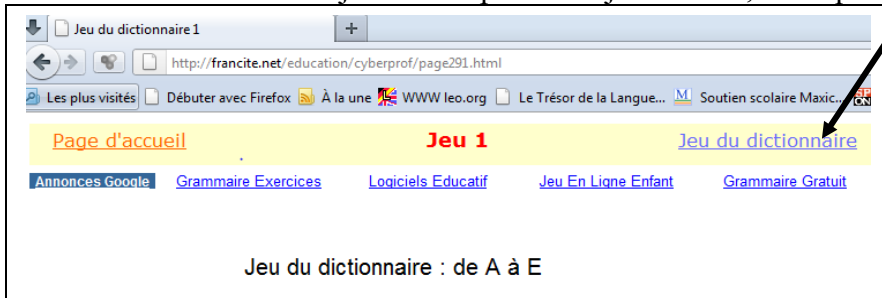 Jeu du dictionnaire 1
http://francite.net/education/cyberprof/page291.html
Les plus visités Débuter avec Firefox À la une WWW leo.org Le Trésor de la Langue... M Soutien scolaire Maxic...
Page d'accueil Jeu 1 Jeu du dictionnaire
Annonces Google Grammaire Exercices Logiciels Educatif Jeu En Ligne Enfant Grammaire Gratuit
Jeu du dictionnaire : de A à E